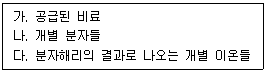 가. 공급된 비료
나. 개별 분자들
다. 분자해리의 결과로 나오는 개별 이온들